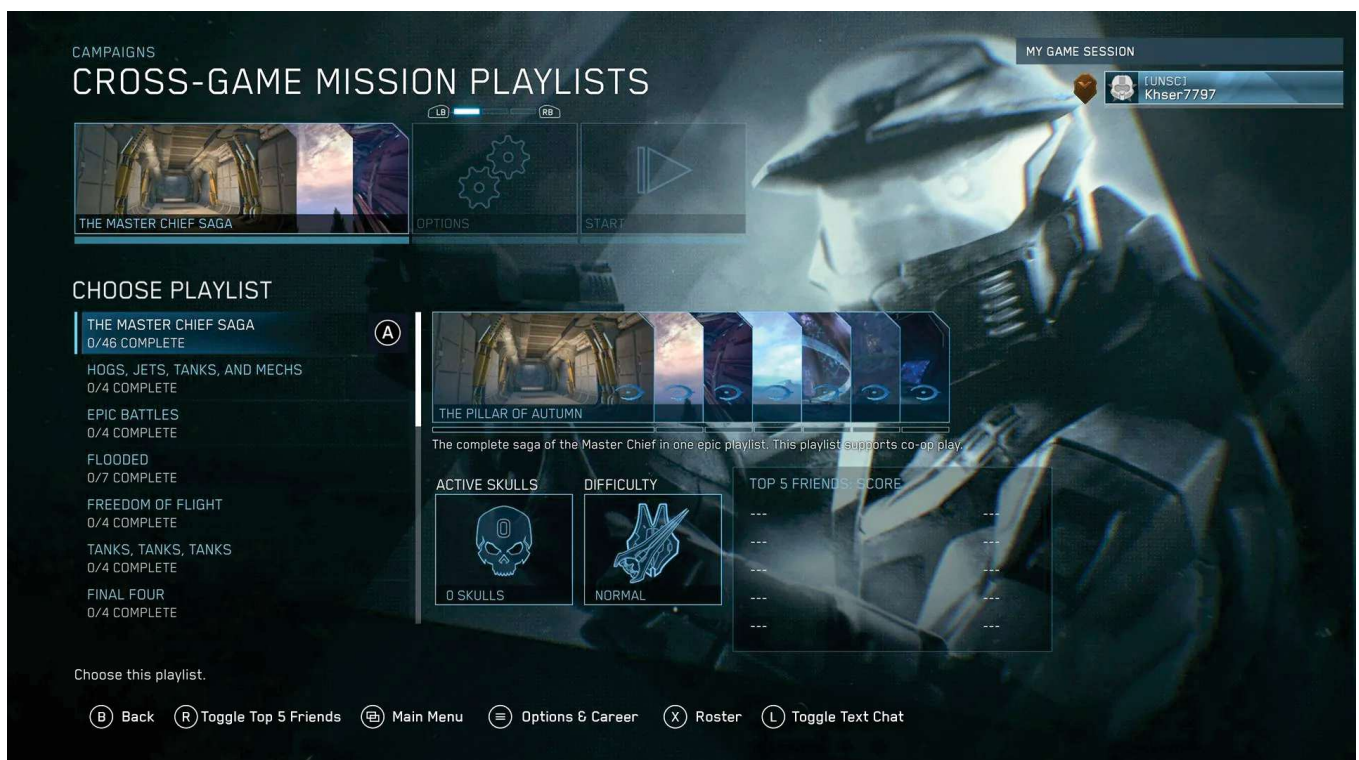 CAMPAIGNS
CROSS-GAME MISSION PLAYLISTS
MY GAME SESSION
[UNSC]
Khser7797
LB RB
THE MASTER CHIEF SAGA
OPTIONS
START
CHOOSE PLAYLIST
THE MASTER CHIEF SAGA
0/46 COMPLETE
A
HOGS, JETS, TANKS, AND MECHS
0/4 COMPLETE
EPIC BATTLES
0/4 COMPLETE
FLOODED
0/7 COMPLETE
FREEDOM OF FLIGHT
0/4 COMPLETE
TANKS, TANKS, TANKS
0/4 COMPLETE
FINAL FOUR
0/4 COMPLETE
THE PILLAR OF AUTUMN
The complete saga of the Master Chief in one epic playlist. This playlist supports co-op play.
ACTIVE SKULLS
0
0 SKULLS
DIFFICULTY
NORMAL
TOP 5 FRIENDS: SCORE
--- ---
--- ---
--- ---
--- ---
--- ---
Choose this playlist.
B Back R Toggle Top 5 Friends Main Menu Options & Career X Roster L Toggle Text Chat